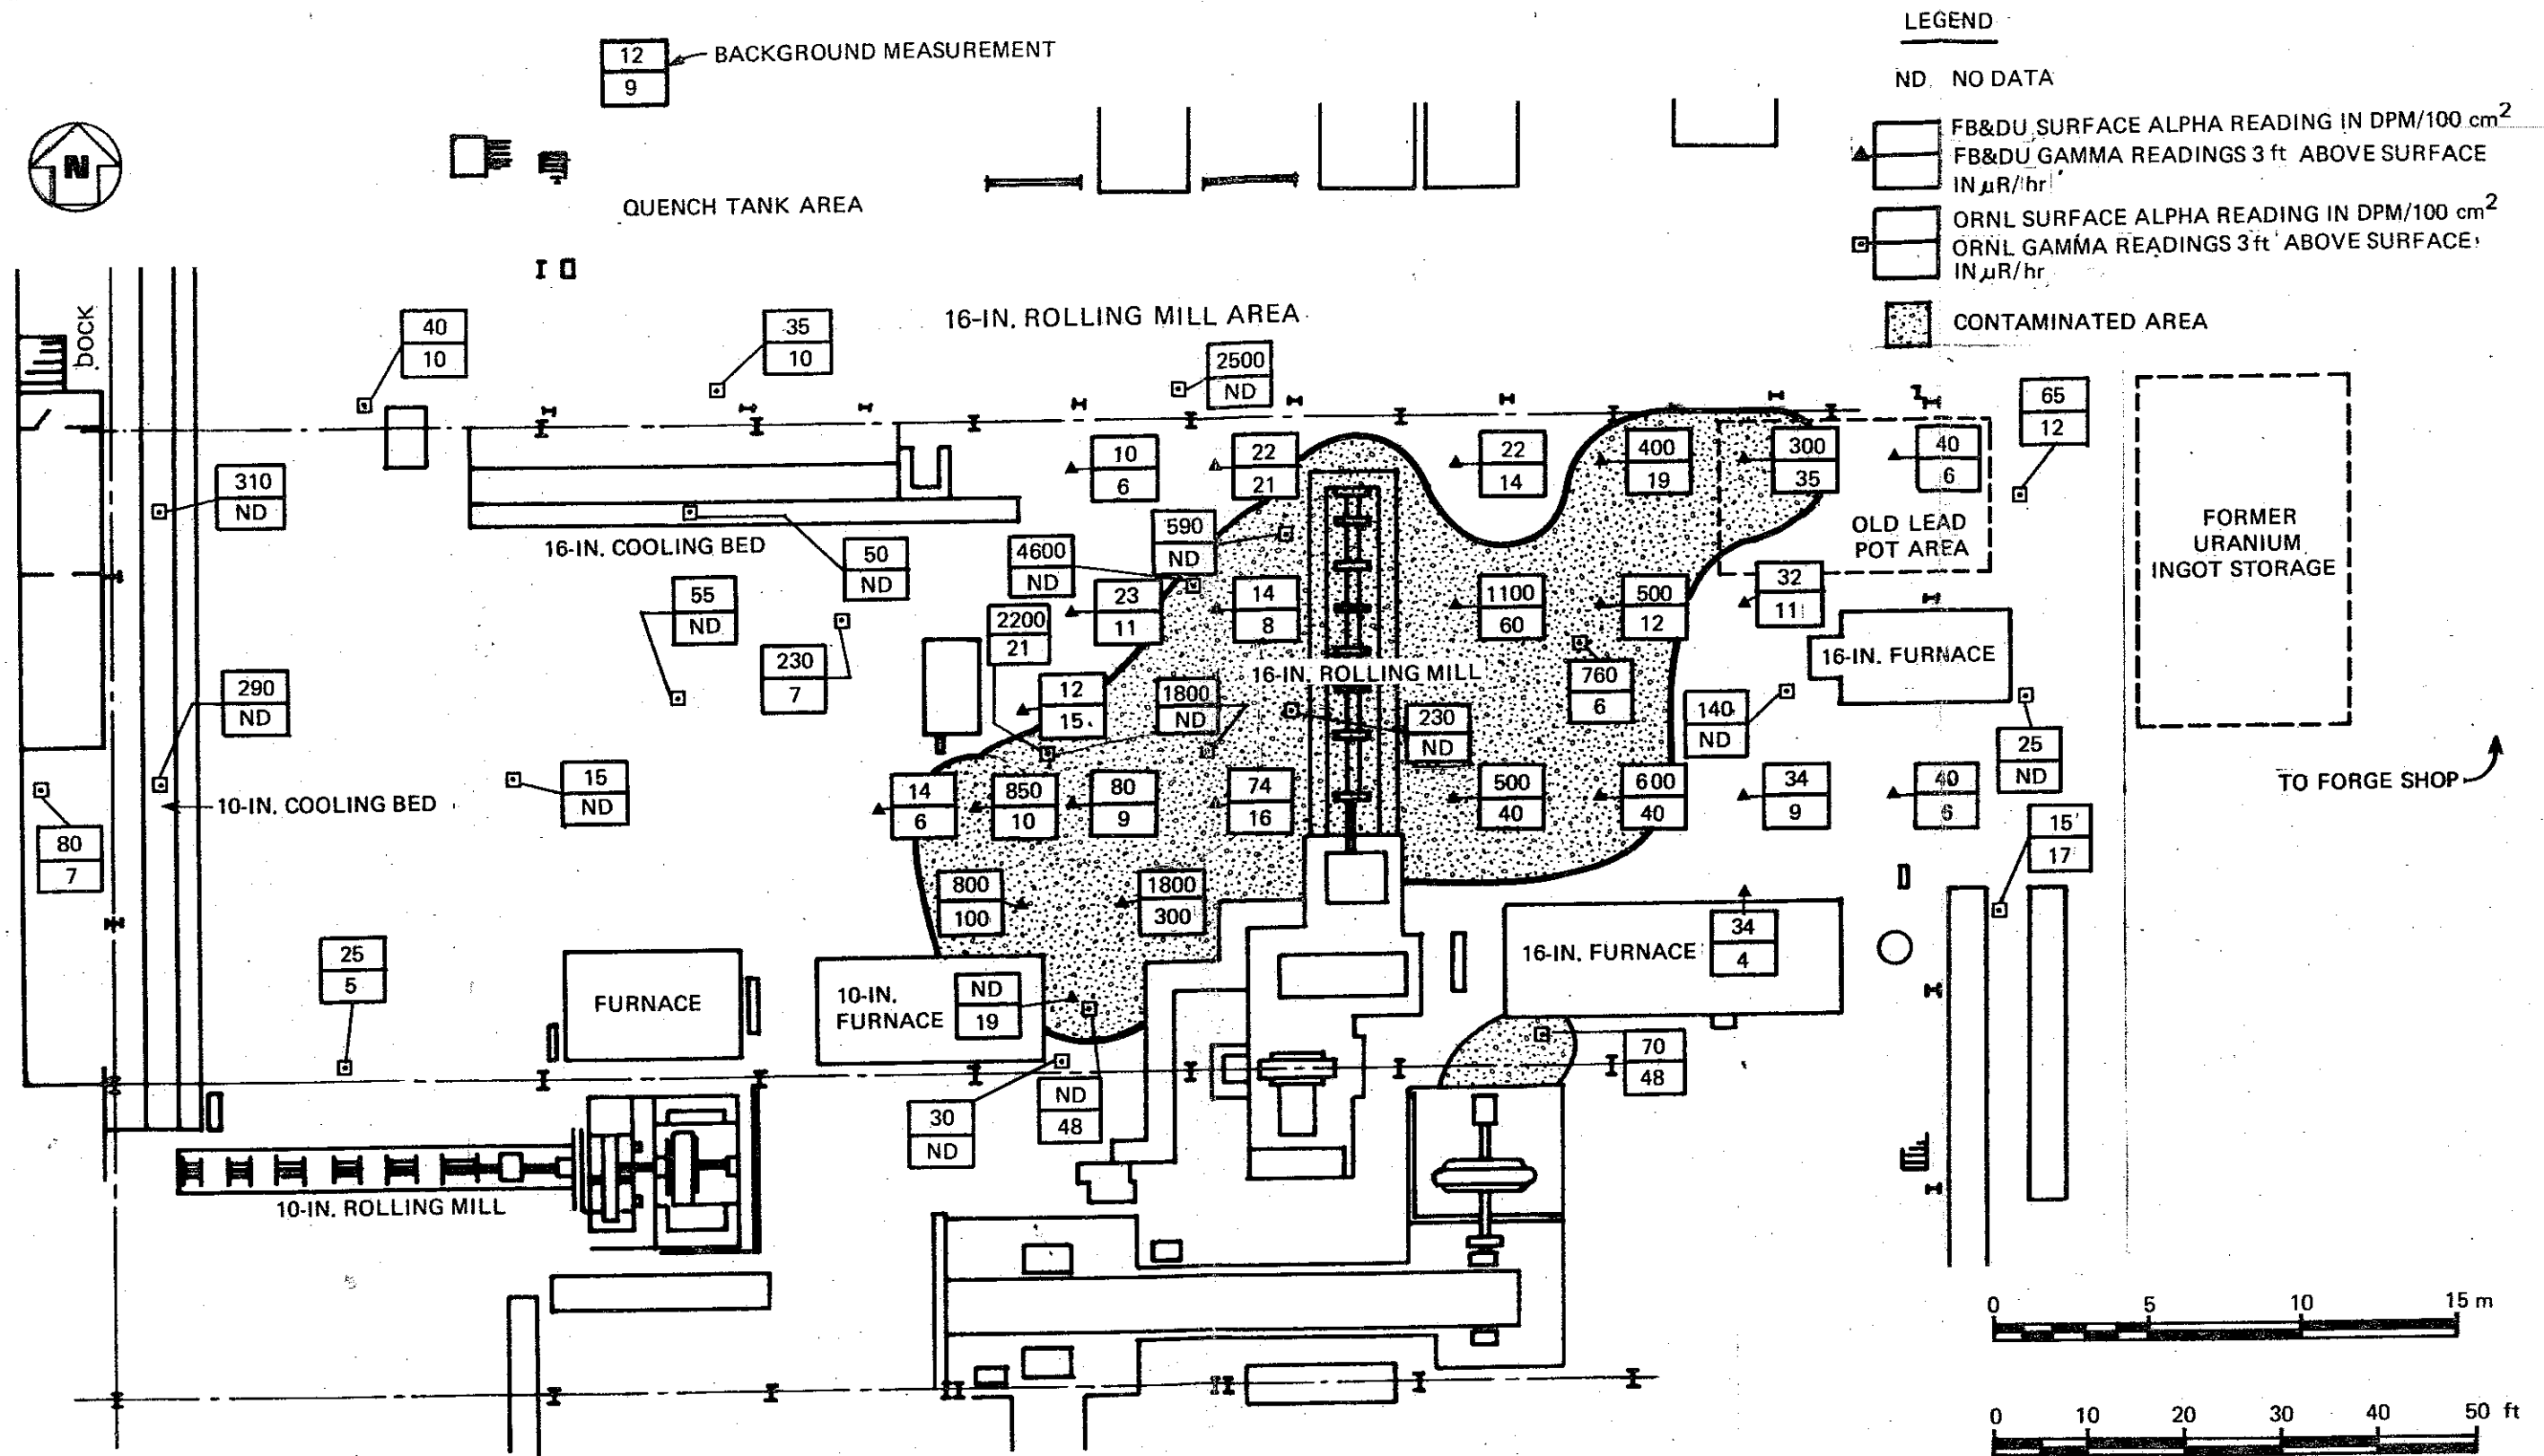 LEGEND
12
9
BACKGROUND MEASUREMENT
ND NO DATA
FB&DU SURFACE ALPHA READING IN DPM/100 cm2
FB&DU GAMMA READINGS 3 ft ABOVE SURFACE
IN μR/hr
ORNL SURFACE ALPHA READING IN DPM/100 cm2
ORNL GAMMA READINGS 3 ft ABOVE SURFACE
IN μR/hr
CONTAMINATED AREA
N
QUENCH TANK AREA
DOCK
16-IN. ROLLING MILL AREA
40
10
35
10
2500
ND
65
12
310
ND
10
6
22
21
22
14
400
19
300
35
40
6
16-IN. COOLING BED
50
ND
4600
ND
590
ND
OLD LEAD
POT AREA
FORMER
URANIUM
INGOT STORAGE
55
ND
230
7
2200
21
23
11
14
8
1100
60
500
12
32
11
16-IN. FURNACE
290
ND
12
15
1800
ND
16-IN. ROLLING MILL
230
ND
760
6
140
ND
25
ND
TO FORGE SHOP
10-IN. COOLING BED
15
ND
14
6
850
10
80
9
74
16
500
40
600
40
34
9
40
6
80
7
15
17
800
100
1800
300
25
5
FURNACE
10-IN.
FURNACE
ND
19
16-IN. FURNACE
34
4
30
ND
ND
48
70
48
10-IN. ROLLING MILL
0 5 10 15 m
0 10 20 30 40 50 ft